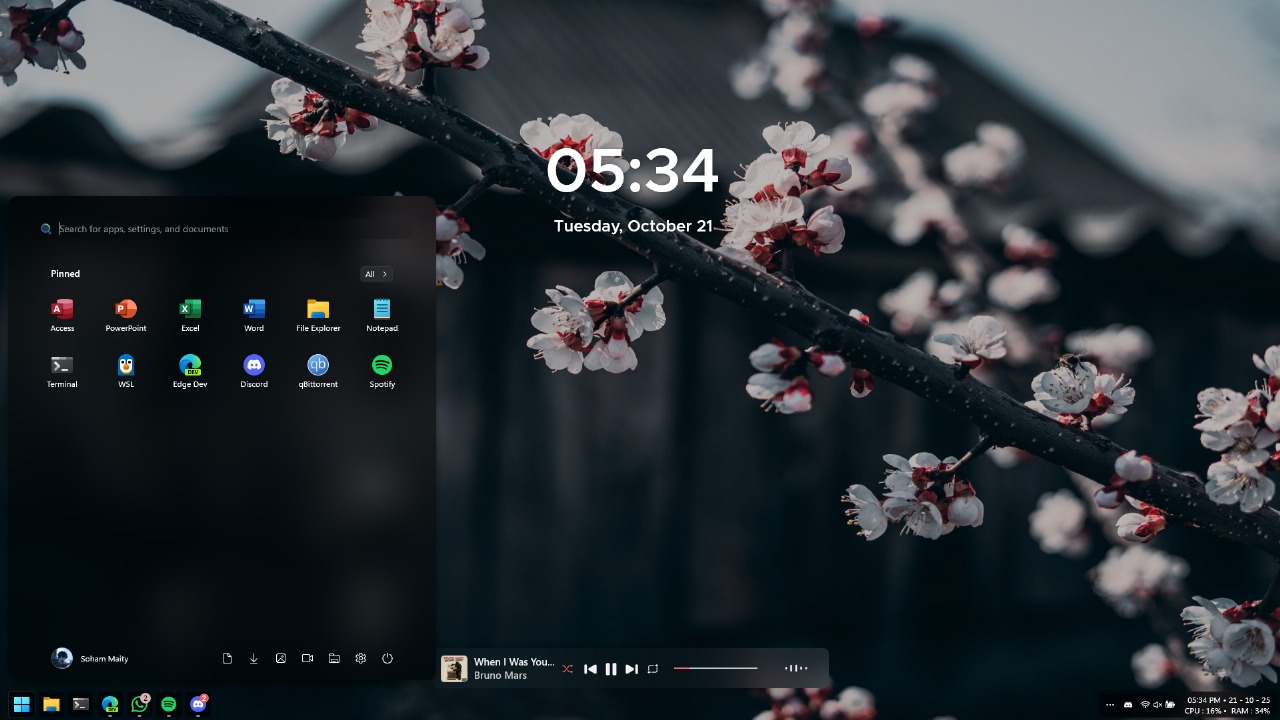 05:34
Tuesday, October 21
Search for apps, settings, and documents
Pinned
All
Access
PowerPoint
Excel
Word
File Explorer
Notepad
Terminal
WSL
Edge Dev
Discord
qBittorrent
Spotify
Soham Maity
When I Was You...
Bruno Mars
05:34 PM • 21 - 10 - 25
CPU : 16% • RAM : 34%